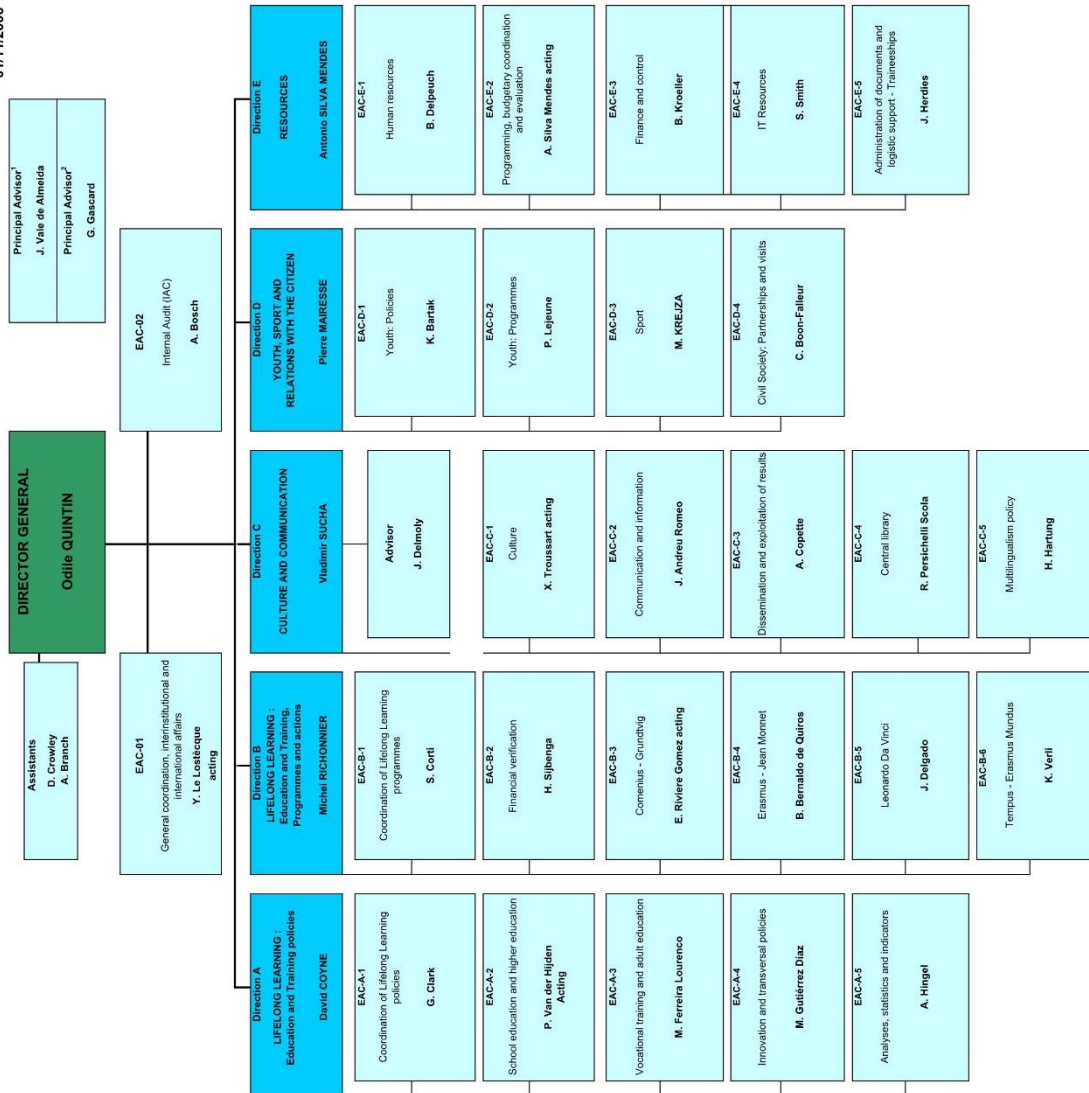 DIRECTOR GENERAL
Odile QUINTIN
Assistants
D. Crowley
A. Branch
Principal Advisor¹
J. Vale de Almeida
Principal Advisor²
G. Gascard
EAC-01
General coordination, interinstitutional and
international affairs
Y. Le Lostècque
acting
EAC-02
Internal Audit (IAC)
A. Bosch
Direction A
LIFELONG LEARNING :
Education and Training policies
David COYNE
EAC-A-1
Coordination of Lifelong Learning
policies
G. Clark
EAC-A-2
School education and higher education
P. Van der Hijden
Acting
EAC-A-3
Vocational training and adult education
M. Ferreira Lourenco
EAC-A-4
Innovation and transversal policies
M. Gutiérrez Díaz
EAC-A-5
Analyses, statistics and indicators
A. Hingel
Direction B
LIFELONG LEARNING :
Education and Training,
Programmes and actions
Michel RICHONNIER
EAC-B-1
Coordination of Lifelong Learning
programmes
S. Corti
EAC-B-2
Financial verification
H. Sijbenga
EAC-B-3
Comenius - Grundtvig
E. Riviere Gomez acting
EAC-B-4
Erasmus - Jean Monnet
B. Bernaldo de Quiros
EAC-B-5
Leonardo Da Vinci
J. Delgado
EAC-B-6
Tempus - Erasmus Mundus
K. Verli
Direction C
CULTURE AND COMMUNICATION
Vladimir SUCHA
Advisor
J. Delmoly
EAC-C-1
Culture
X. Troussart acting
EAC-C-2
Communication and information
J. Andreu Romeo
EAC-C-3
Dissemination and exploitation of results
A. Copette
EAC-C-4
Central library
R. Persichelli Scola
EAC-C-5
Multilingualism policy
H. Hartung
Direction D
YOUTH, SPORT AND
RELATIONS WITH THE CITIZEN
Pierre MAIRESSE
EAC-D-1
Youth: Policies
K. Bartak
EAC-D-2
Youth: Programmes
P. Lejeune
EAC-D-3
Sport
M. KREJZA
EAC-D-4
Civil Society: Partnerships and visits
C. Boon-Falleur
Direction E
RESOURCES
Antonio SILVA MENDES
EAC-E-1
Human resources
B. Delpeuch
EAC-E-2
Programming, budgetary coordination
and evaluation
A. Silva Mendes acting
EAC-E-3
Finance and control
B. Kroeller
EAC-E-4
IT Resources
S. Smith
EAC-E-5
Administration of documents and
logistic support - Traineeships
J. Herdies